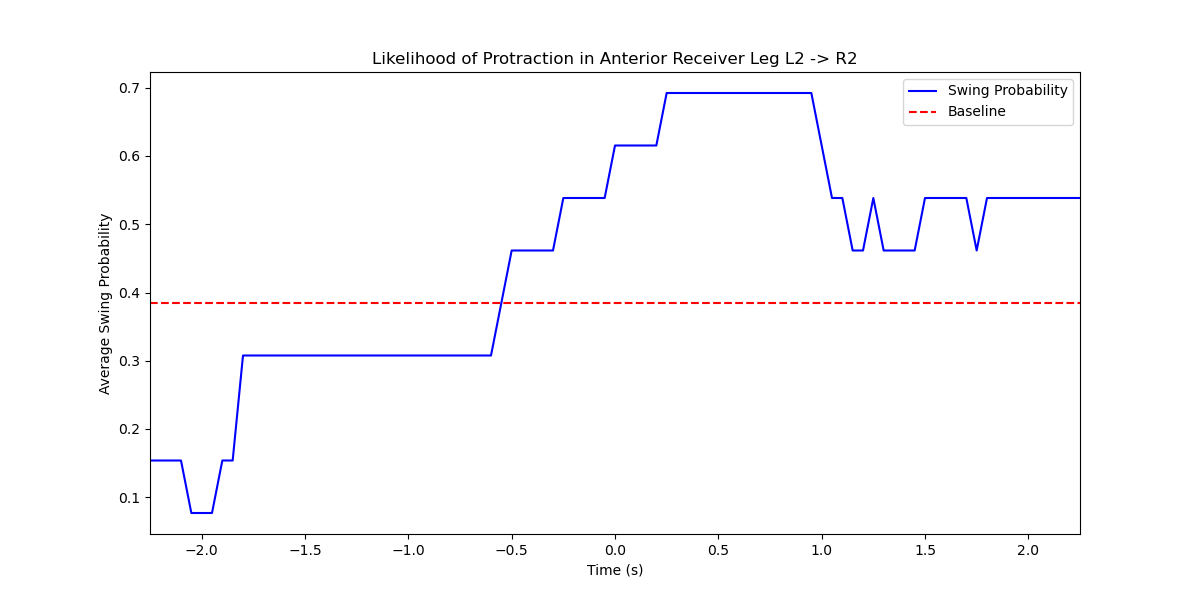 Likelihood of Protraction in Anterior Receiver Leg L2 -> R2
Swing Probability
Baseline
Average Swing Probability
0.7
0.6
0.5
0.4
0.3
0.2
0.1
−2.0 −1.5 −1.0 −0.5 0.0 0.5 1.0 1.5 2.0
Time (s)